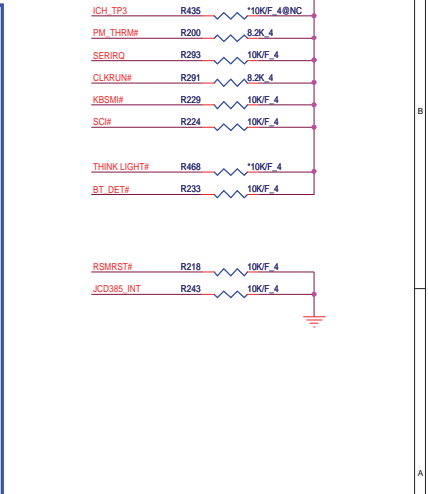 ICH_TP3 R435 *10K/F_4@NC
PM_THRM# R200 8.2K_4
SERIRQ R293 10K/F_4
CLKRUN# R291 8.2K_4
KBSMI# R229 10K/F_4
B
SCI# R224 10K/F_4
THINK LIGHT# R468 *10K/F_4
BT_DET# R233 10K/F_4
RSMRST# R218 10K/F_4
JCD385_INT R243 10K/F_4
A